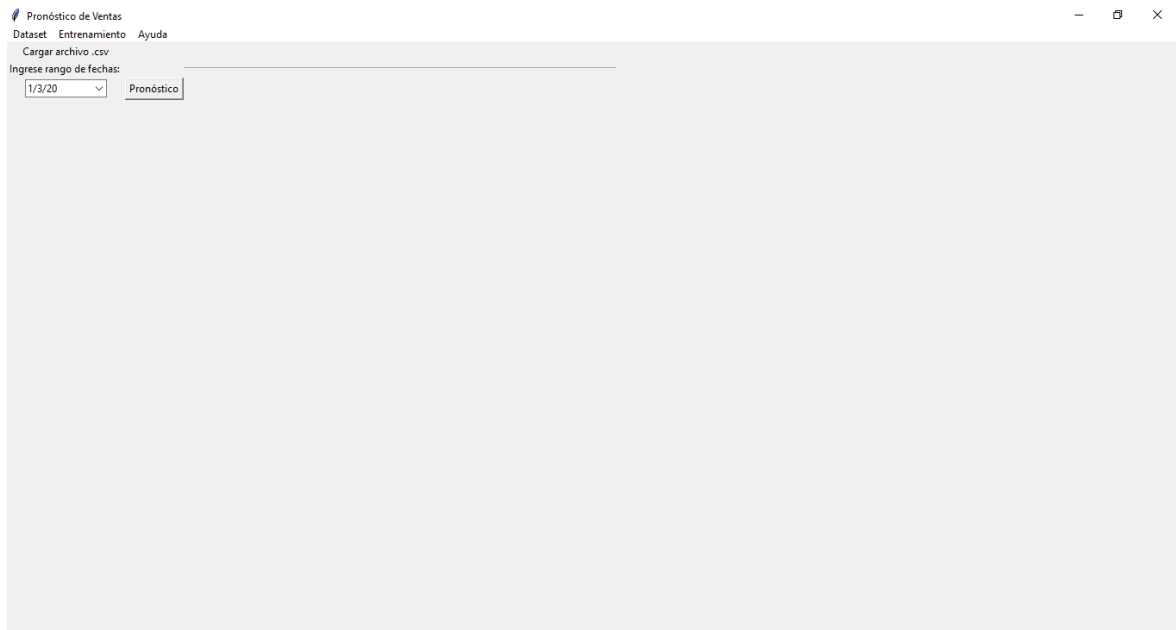 Pronóstico de Ventas
Dataset Entrenamiento Ayuda
Cargar archivo .csv
Ingrese rango de fechas:
1/3/20 Pronóstico